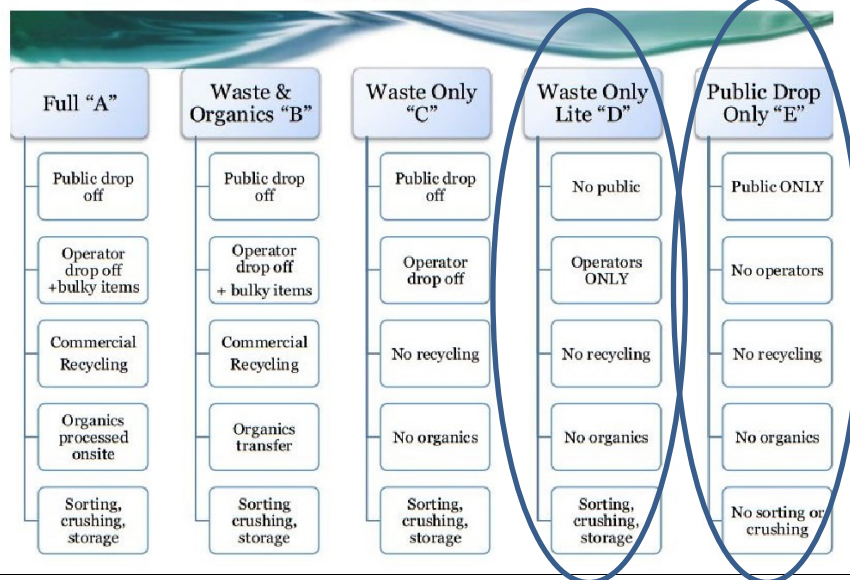 Full “A”
Public drop
off
Operator
drop off
+bulky items
Commercial
Recycling
Organics
processed
onsite
Sorting,
crushing,
storage
Waste &
Organics “B”
Public drop
off
Operator
drop off
+ bulky items
Commercial
Recycling
Organics
transfer
Sorting
crushing,
storage
Waste Only
“C”
Public drop
off
Operator
drop off
No recycling
No organics
Sorting,
crushing,
storage
Waste Only
Lite “D”
No public
Operators
ONLY
No recycling
No organics
Sorting,
crushing,
storage
Public Drop
Only “E”
Public ONLY
No operators
No recycling
No organics
No sorting or
crushing